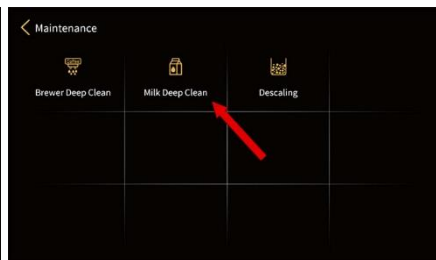 Maintenance
Brewer Deep Clean
Milk Deep Clean
Descaling